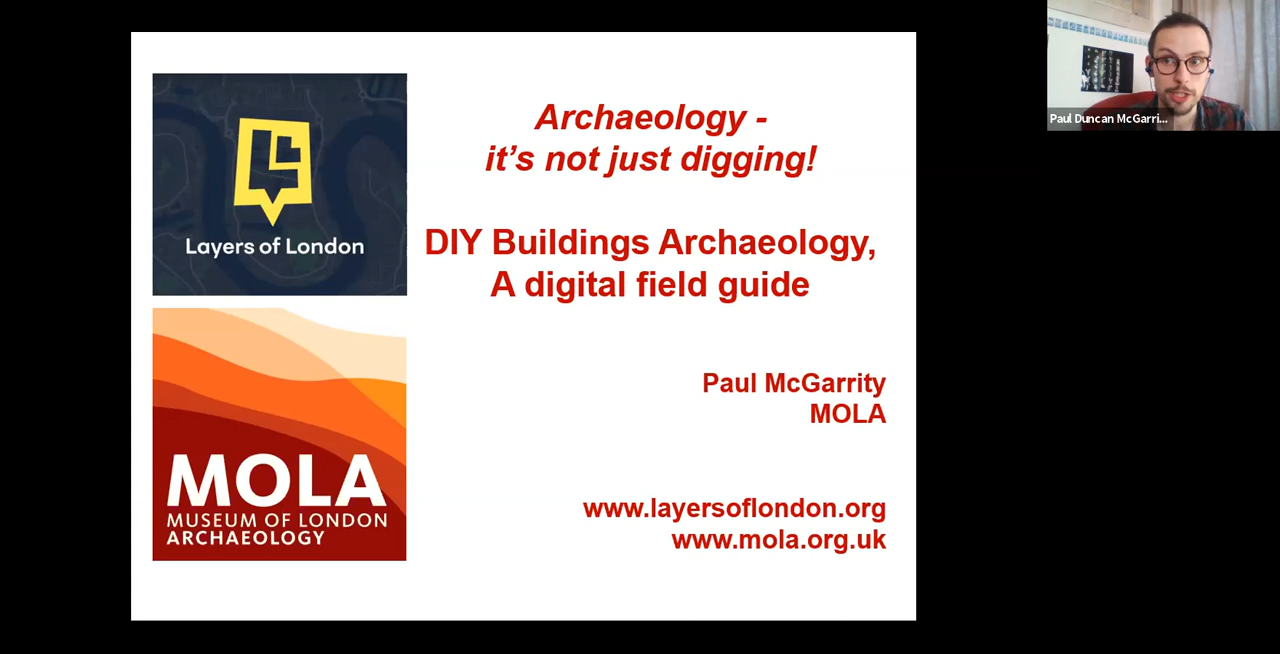 Layers of London
MOLA
MUSEUM OF LONDON
ARCHAEOLOGY
Archaeology -
it's not just digging!
DIY Buildings Archaeology,
A digital field guide
Paul McGarrity
MOLA
www.layersoflondon.org
www.mola.org.uk
Paul Duncan McGarri...